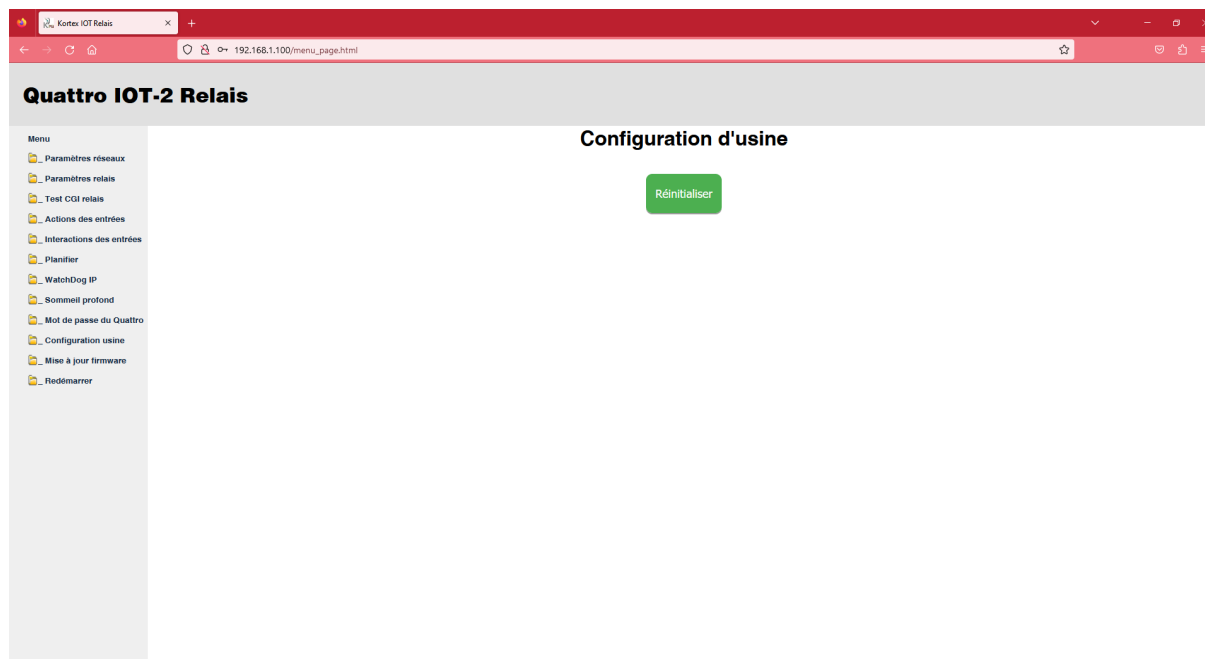 Kortex IOT Relais
192.168.1.100/menu_page.html
Quattro IOT-2 Relais
Menu
_ Paramètres réseaux
_ Paramètres relais
_ Test CGI relais
_ Actions des entrées
_ Interactions des entrées
_ Planifier
_ WatchDog IP
_ Sommeil profond
_ Mot de passe du Quattro
_ Configuration usine
_ Mise à jour firmware
_ Redémarrer
Configuration d'usine
Réinitialiser